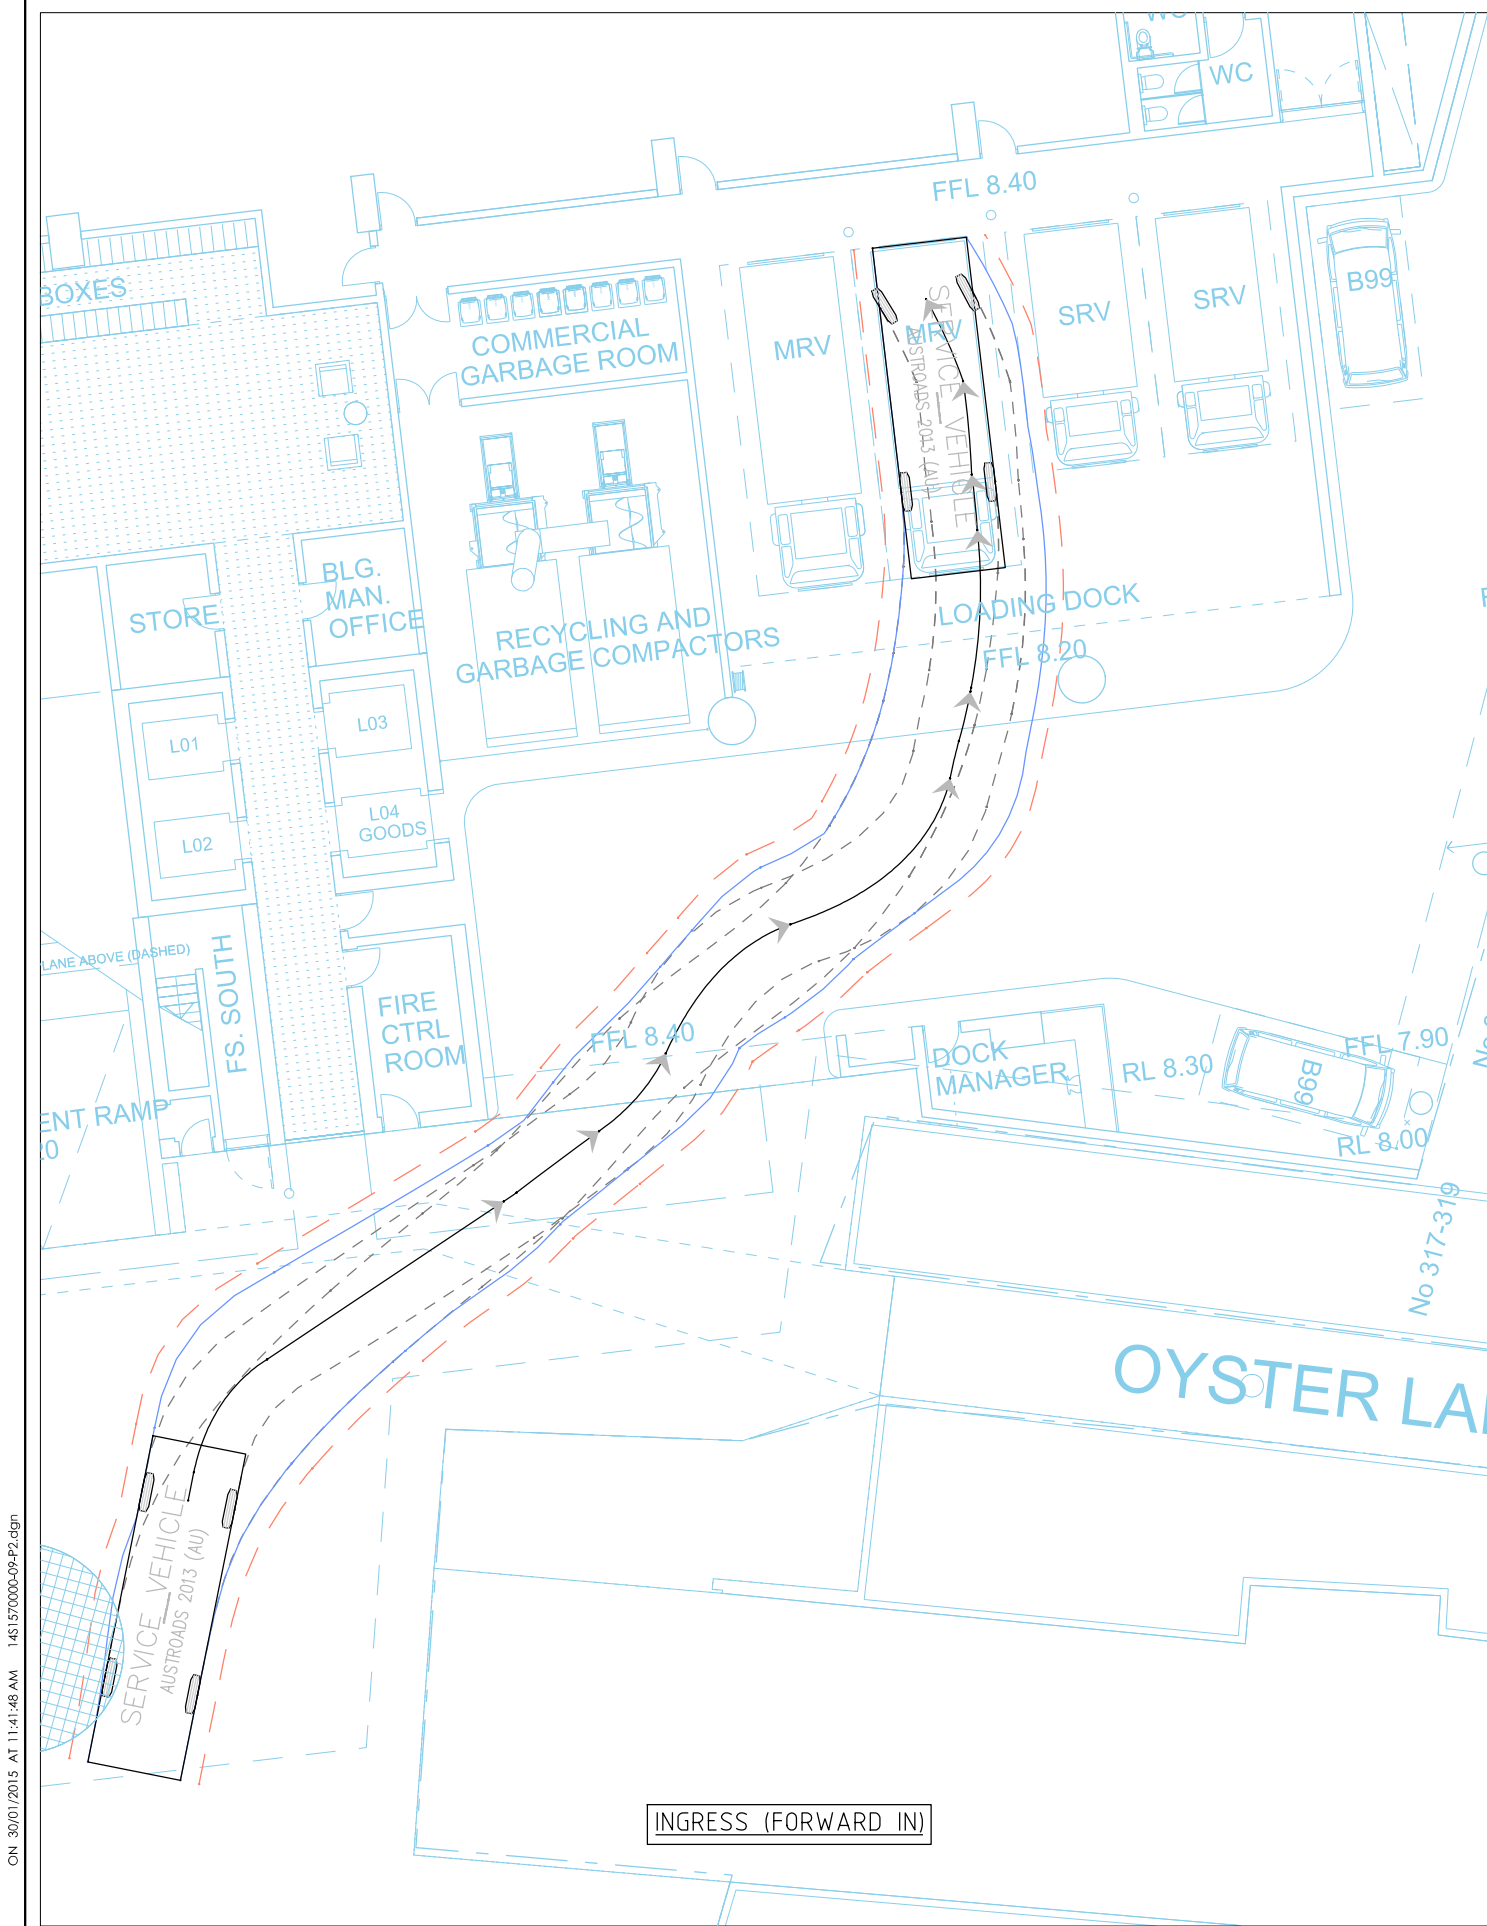 WC
WC
FFL 8.40
BOXES
COMMERCIAL
GARBAGE ROOM
MRV
MRV
SRV
SRV
B99
SERVICE_VEHICLE
AUSTROADS 2013 (AU)
STORE
BLG.
MAN.
OFFICE
RECYCLING AND
GARBAGE COMPACTORS
LOADING DOCK
FFL 8.20
L01
L03
L02
L04
GOODS
LANE ABOVE (DASHED)
FS. SOUTH
FIRE
CTRL
ROOM
FFL 8.40
DOCK
MANAGER
RL 8.30
FFL 7.90
B99
RL 8.00
ENT RAMP
20
No 317-319
OYSTER LA
SERVICE_VEHICLE
AUSTROADS 2013 (AU)
INGRESS (FORWARD IN)
ON 30/01/2015 AT 11:41:48 AM 14S1570000-09-P2.dgn